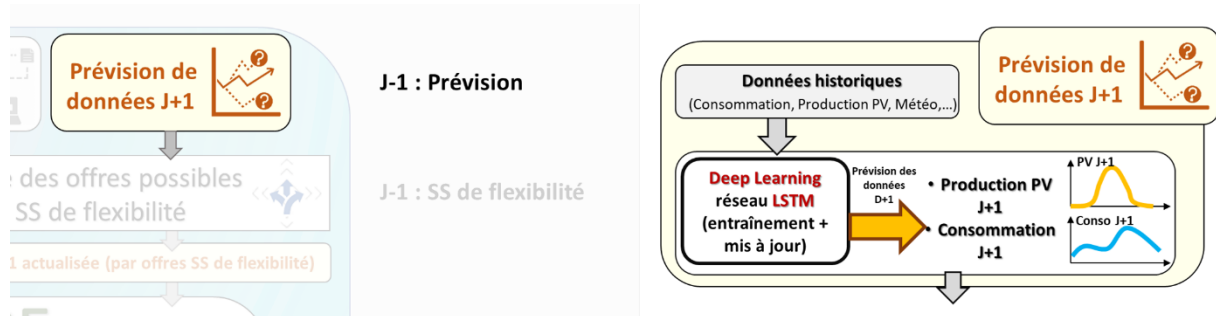 Prévision de
données J+1
?
?
J-1 : Prévision
des offres possibles
SS de flexibilité
J-1 : SS de flexibilité
1 actualisée (par offres SS de flexibilité)
Prévision de
données J+1
?
?
Données historiques
(Consommation, Production PV, Météo,...)
Deep Learning
réseau LSTM
(entraînement +
mis à jour)
Prévision des
données
D+1
• Production PV
J+1
• Consommation
J+1
PV J+1
Conso J+1